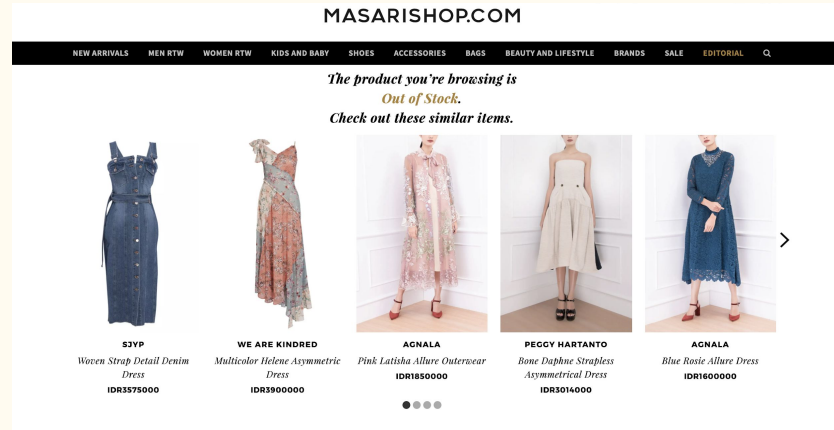 MASARISHOP.COM
NEW ARRIVALS MEN RTW WOMEN RTW KIDS AND BABY SHOES ACCESSORIES BAGS BEAUTY AND LIFESTYLE BRANDS SALE EDITORIAL
The product you're browsing is
Out of Stock.
Check out these similar items.
SJYP
Woven Strap Detail Denim
Dress
IDR3575000
WE ARE KINDRED
Multicolor Helene Asymmetric
Dress
IDR3900000
AGNALA
Pink Latisha Allure Outerwear
IDR1850000
PEGGY HARTANTO
Bone Daphne Strapless
Asymmetrical Dress
IDR3014000
AGNALA
Blue Rosie Allure Dress
IDR1600000